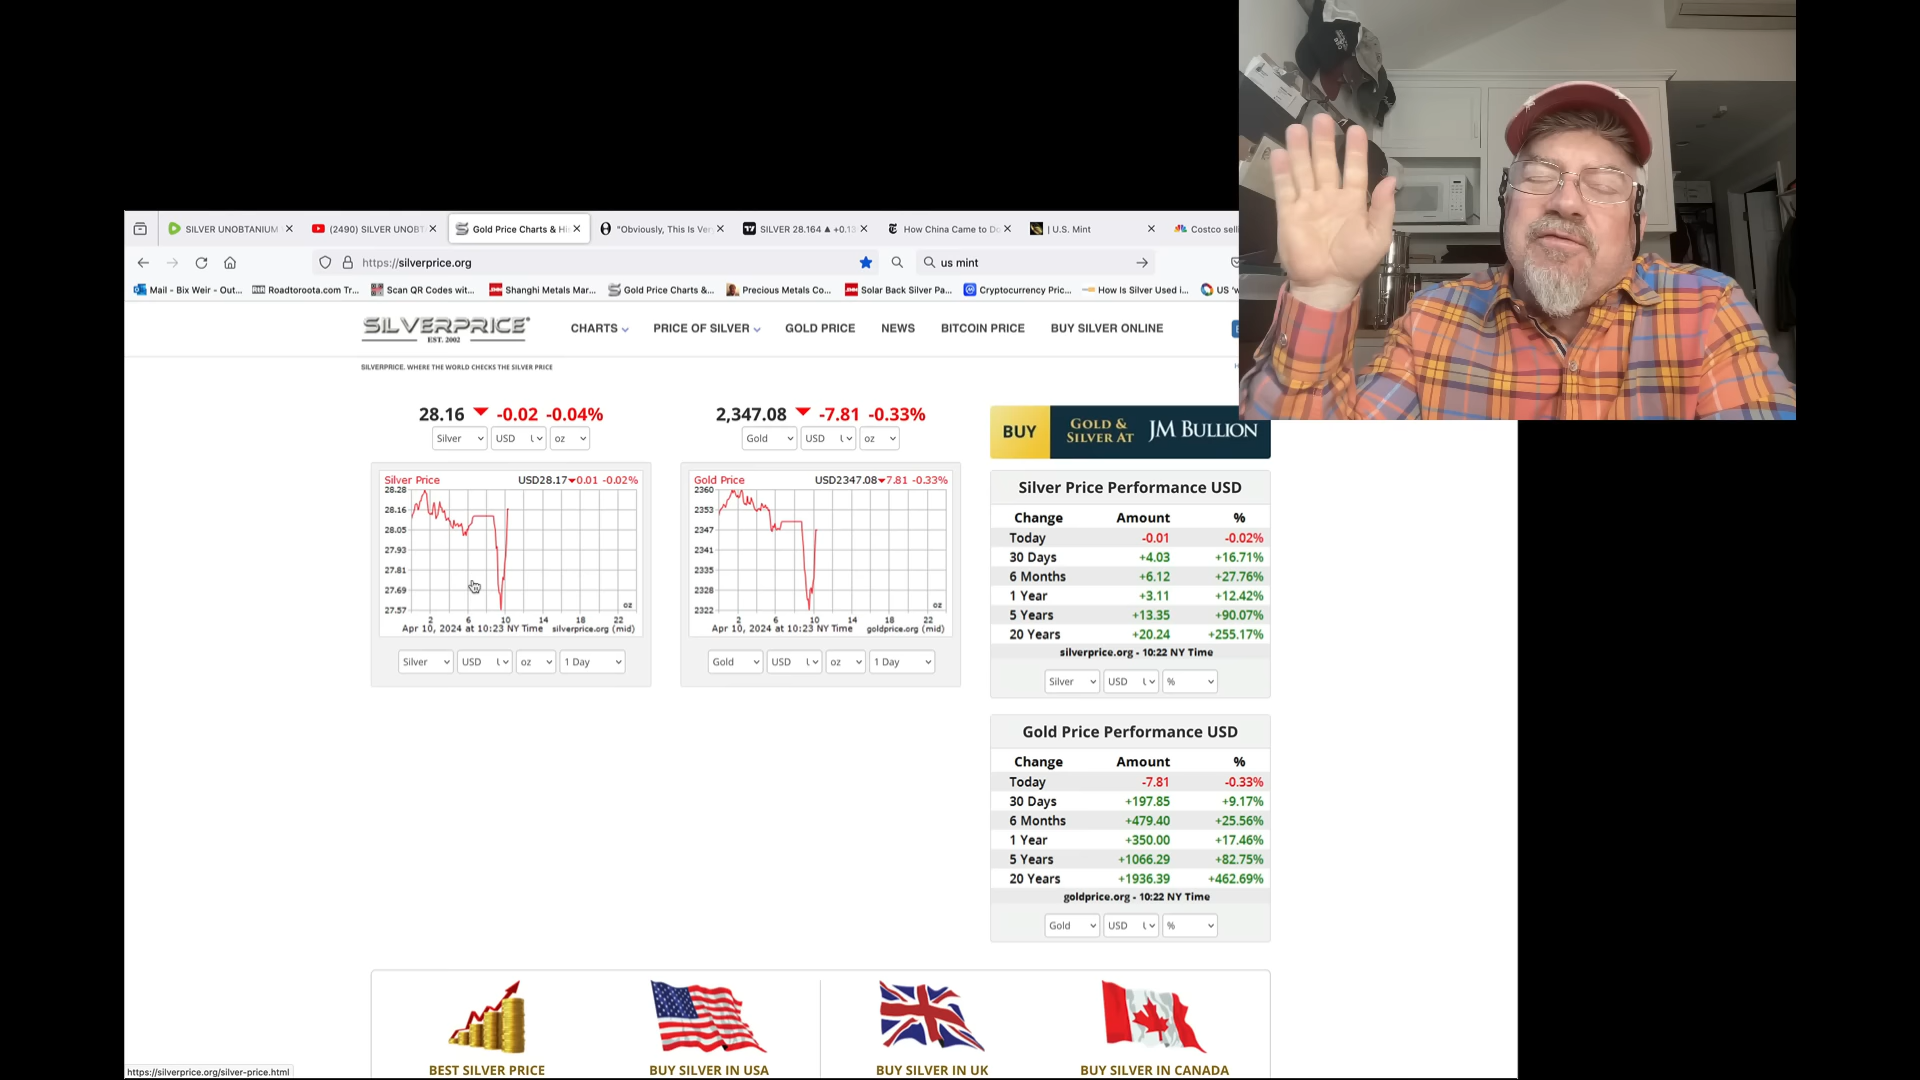 SILVER UNOBTANIUM
(2490) SILVER UNOBT
Gold Price Charts & Hi
"Obviously, This Is Ver
SILVER 28.164 ▲ +0.13
How China Came to Do
| U.S. Mint
Costco sell
https://silverprice.org
us mint
Mail - Bix Weir - Out...
Roadtoroota.com Tr...
Scan QR Codes wit...
Shanghi Metals Mar...
Gold Price Charts &...
Precious Metals Co...
Solar Back Silver Pa...
Cryptocurrency Pric...
How Is Silver Used i...
US 'w
SILVERPRICE
EST. 2002
CHARTS
PRICE OF SILVER
GOLD PRICE
NEWS
BITCOIN PRICE
BUY SILVER ONLINE
SILVERPRICE. WHERE THE WORLD CHECKS THE SILVER PRICE
28.16 ▼ -0.02 -0.04%
Silver USD oz
2,347.08 ▼ -7.81 -0.33%
Gold USD oz
BUY GOLD & SILVER AT JM BULLION
Silver Price USD28.17▼0.01 -0.02%
28.28
28.16
28.05
27.93
27.81
27.69
27.57
oz
2 6 10 14 18 22
Apr 10, 2024 at 10:23 NY Time silverprice.org (mid)
Silver USD oz 1 Day
Gold Price USD2347.08▼7.81 -0.33%
2360
2353
2347
2341
2335
2328
2322
oz
2 6 10 14 18 22
Apr 10, 2024 at 10:23 NY Time goldprice.org (mid)
Gold USD oz 1 Day
Silver Price Performance USD
Change Amount %
Today -0.01 -0.02%
30 Days +4.03 +16.71%
6 Months +6.12 +27.76%
1 Year +3.11 +12.42%
5 Years +13.35 +90.07%
20 Years +20.24 +255.17%
silverprice.org - 10:22 NY Time
Silver USD %
Gold Price Performance USD
Change Amount %
Today -7.81 -0.33%
30 Days +197.85 +9.17%
6 Months +479.40 +25.56%
1 Year +350.00 +17.46%
5 Years +1066.29 +82.75%
20 Years +1936.39 +462.69%
goldprice.org - 10:22 NY Time
Gold USD %
BEST SILVER PRICE
BUY SILVER IN USA
BUY SILVER IN UK
BUY SILVER IN CANADA
https://silverprice.org/silver-price.html